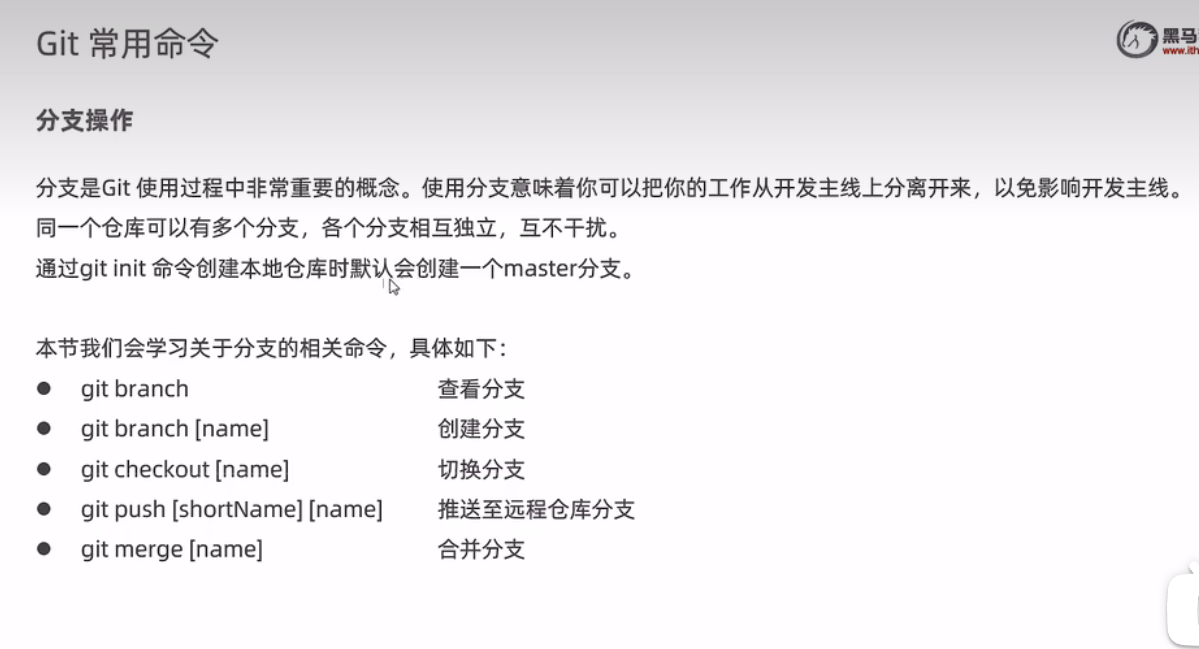 Git 常用命令
黑马
www.ith
分支操作
分支是Git 使用过程中非常重要的概念。使用分支意味着你可以把你的工作从开发主线上分离开来，以免影响开发主线。
同一个仓库可以有多个分支，各个分支相互独立，互不干扰。
通过git init 命令创建本地仓库时默认会创建一个master分支。
本节我们会学习关于分支的相关命令，具体如下：
● git branch 查看分支
● git branch [name] 创建分支
● git checkout [name] 切换分支
● git push [shortName] [name] 推送至远程仓库分支
● git merge [name] 合并分支